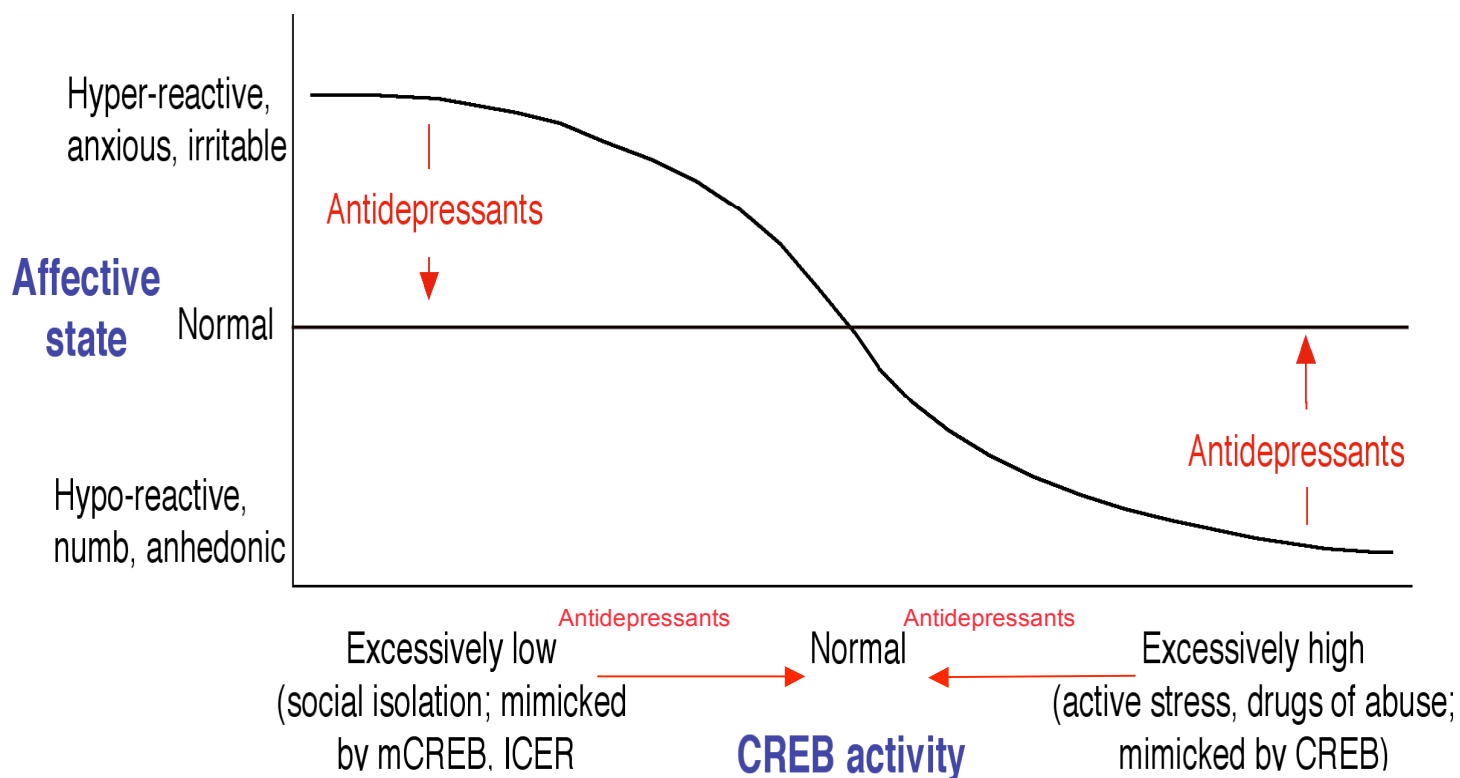 Hyper-reactive,
anxious, irritable
Antidepressants
Affective
state
Normal
Antidepressants
Hypo-reactive,
numb, anhedonic
Antidepressants
Antidepressants
Excessively low
(social isolation; mimicked
by mCREB, ICER
Normal
Excessively high
(active stress, drugs of abuse;
mimicked by CREB)
CREB activity